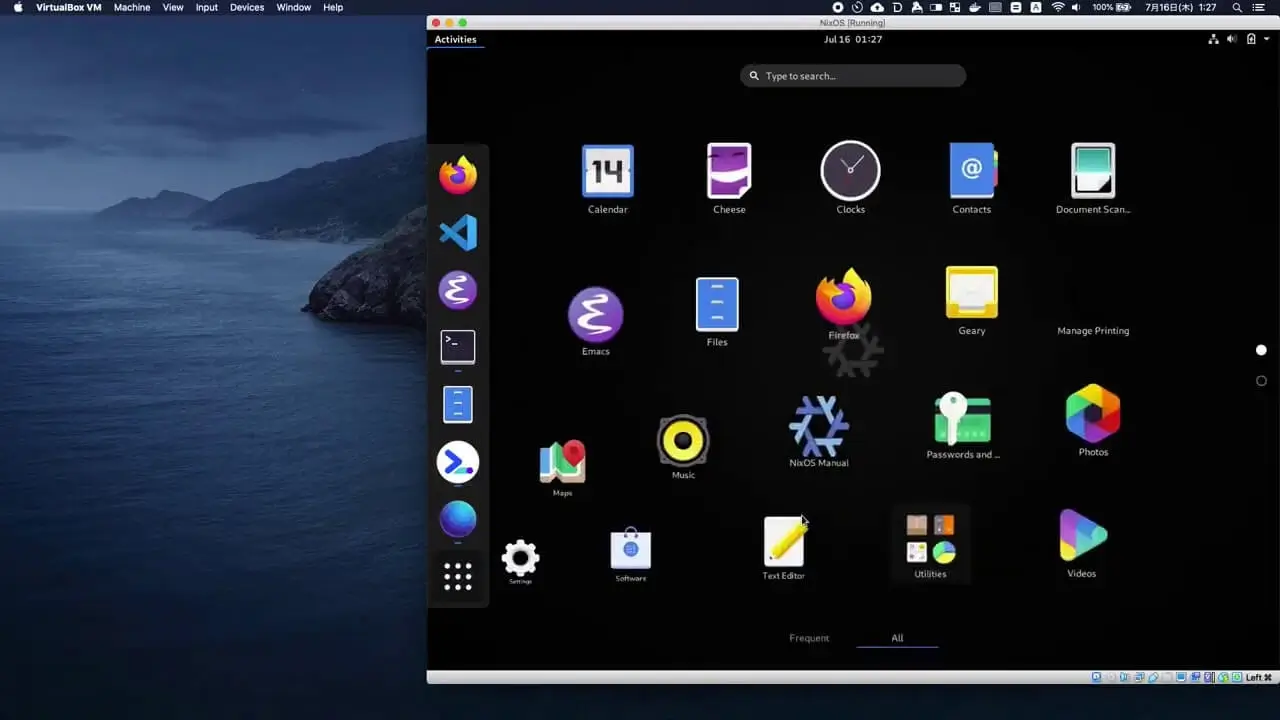 VirtualBox VM Machine View Input Devices Window Help 100% 7月16日(木) 1:27
NixOS [Running]
Activities Jul 16 01:27
Type to search...
14
Calendar Cheese Clocks Contacts Document Scan...
Emacs Files Firefox Geary Manage Printing
Maps Music NixOS Manual Passwords and ... Photos
Settings Software Text Editor Utilities Videos
Frequent All
Left ⌘